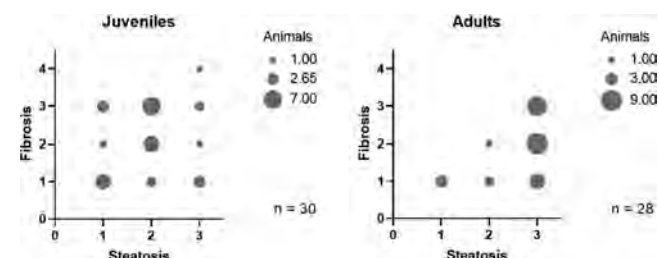 Juveniles
Animals
1.00
2.65
7.00
4
3
2
1
0
Fibrosis
0 1 2 3
Steatosis
n = 30
Adults
Animals
1.00
3.00
9.00
4
3
2
1
0
Fibrosis
0 1 2 3
Steatosis
n = 28